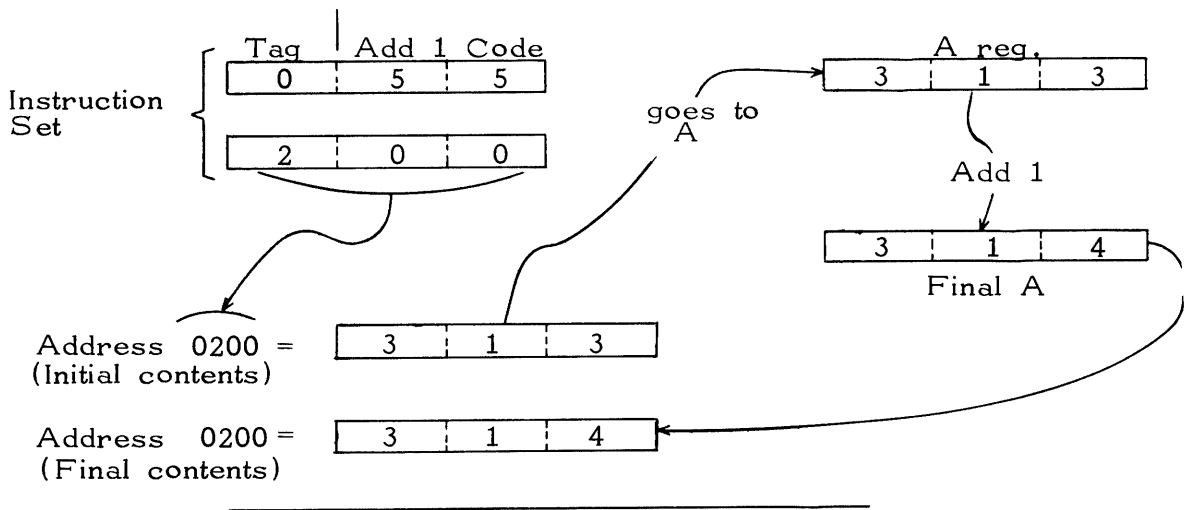 Tag Add 1 Code
0 5 5
Instruction
Set
2 0 0
goes to
A
A reg.
3 1 3
Add 1
3 1 4
Final A
Address 0200 =
(Initial contents)
3 1 3
Address 0200 =
(Final contents)
3 1 4